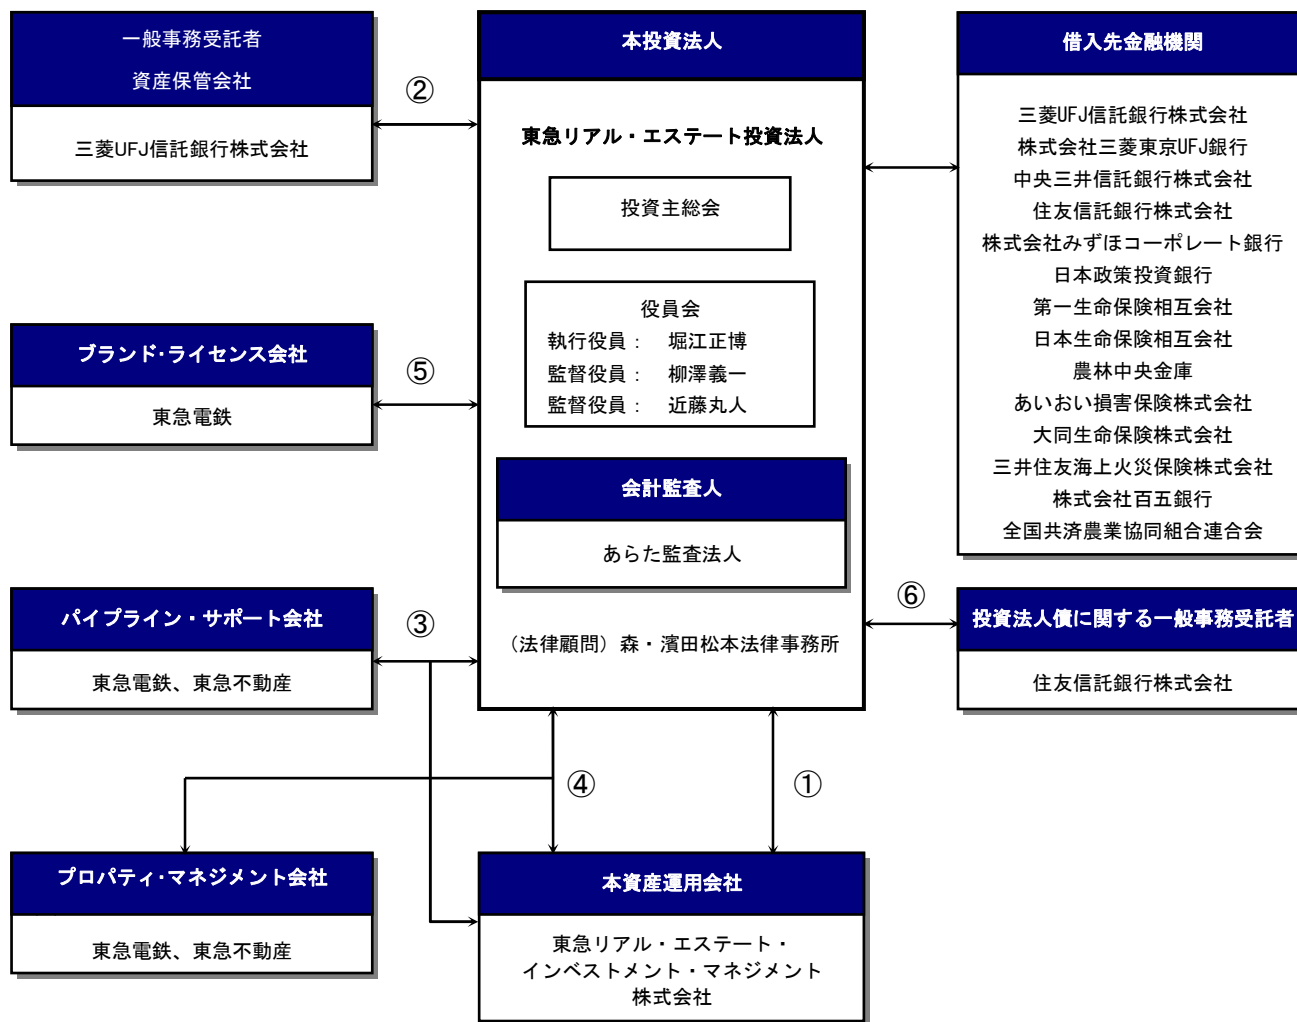 一般事務受託者
資産保管会社
三菱UFJ信託銀行株式会社
②
本投資法人
東急リアル・エステート投資法人
投資主総会
役員会
執行役員： 堀江正博
監督役員： 柳澤義一
監督役員： 近藤丸人
会計監査人
あらた監査法人
（法律顧問）森・濱田松本法律事務所
借入先金融機関
三菱UFJ信託銀行株式会社
株式会社三菱東京UFJ銀行
中央三井信託銀行株式会社
住友信託銀行株式会社
株式会社みずほコーポレート銀行
日本政策投資銀行
第一生命保険相互会社
日本生命保険相互会社
農林中央金庫
あいおい損害保険株式会社
大同生命保険株式会社
三井住友海上火災保険株式会社
株式会社百五銀行
全国共済農業協同組合連合会
ブランド・ライセンス会社
東急電鉄
⑤
パイプライン・サポート会社
東急電鉄、東急不動産
③
⑥
投資法人債に関する一般事務受託者
住友信託銀行株式会社
④
①
プロパティ・マネジメント会社
東急電鉄、東急不動産
本資産運用会社
東急リアル・エステート・
インベストメント・マネジメント
株式会社